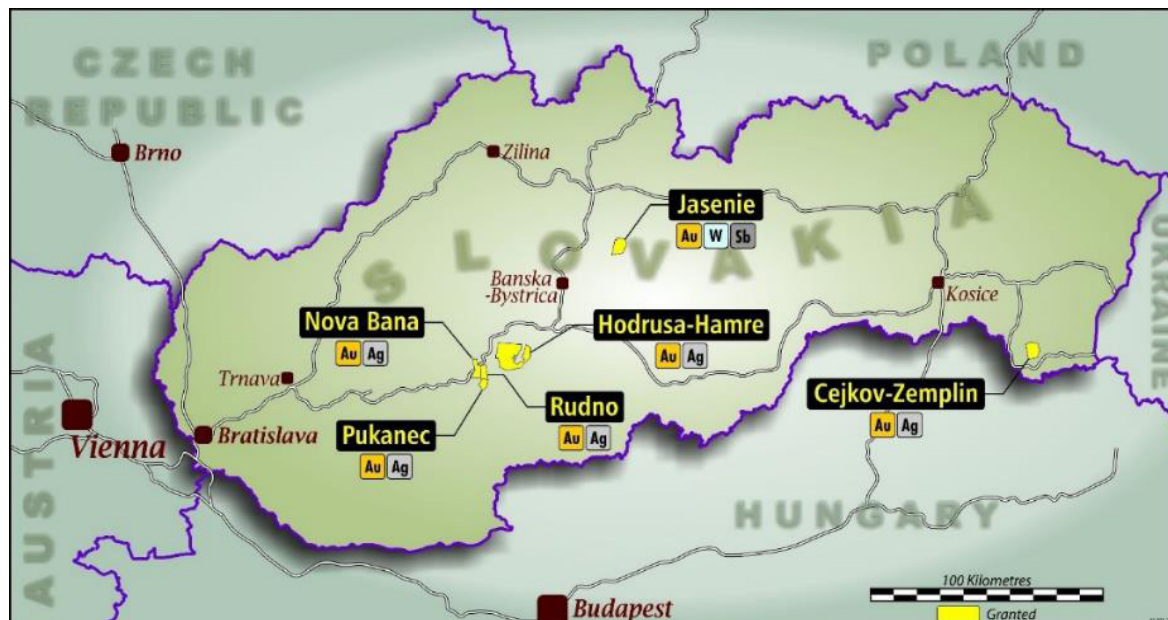 CZECH
REPUBLIC
POLAND
Brno
Zilina
SLOVAKIA
UKRAINE
Jasenie
Au W Sb
Banska
-Bystrica
Kosice
Nova Bana
Au Ag
Hodrusa-Hamre
Au Ag
Trnava
Rudno
Au Ag
Cejkov-Zemplin
Au Ag
Pukanec
Au Ag
AUSTRIA
Vienna
Bratislava
HUNGARY
Budapest
100 Kilometres
Granted